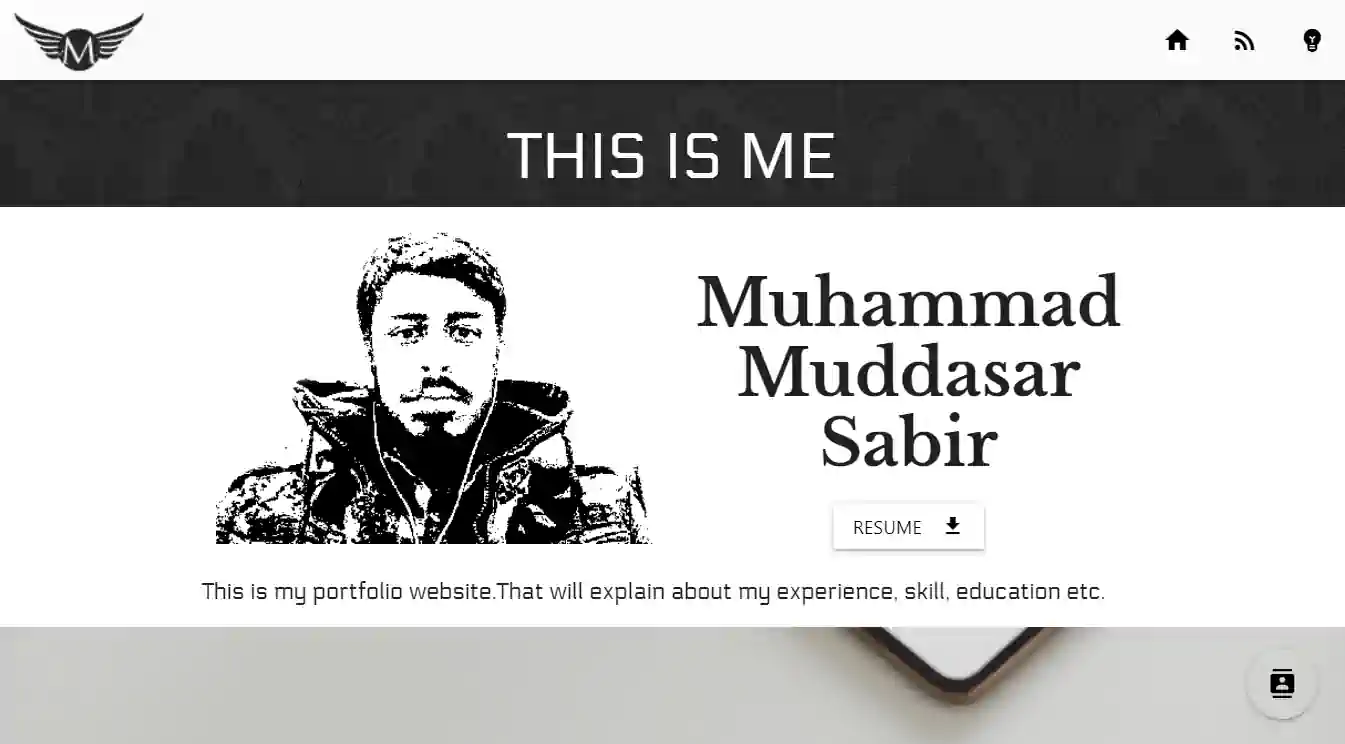 M
THIS IS ME
Muhammad
Muddasar
Sabir
RESUME
This is my portfolio website.That will explain about my experience, skill, education etc.